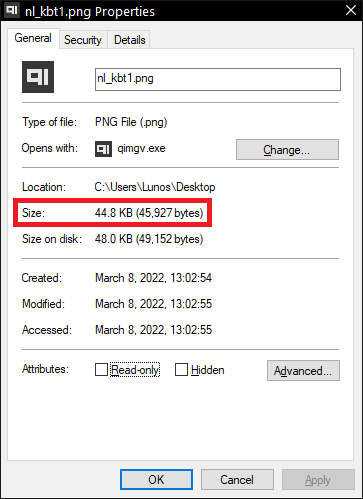 nl_kbt1.png Properties
General Security Details
nl_kbt1.png
Type of file: PNG File (.png)
Opens with: qimgv.exe Change...
Location: C:\Users\Lunos\Desktop
Size: 44.8 KB (45,927 bytes)
Size on disk: 48.0 KB (49,152 bytes)
Created: March 8, 2022, 13:02:54
Modified: March 8, 2022, 13:02:55
Accessed: March 8, 2022, 13:02:55
Attributes: Read-only Hidden Advanced...
OK Cancel Apply